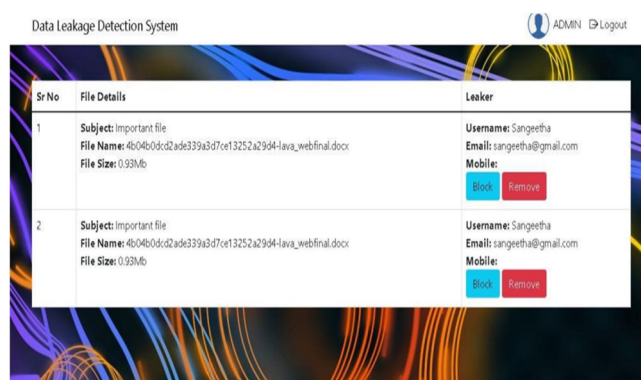 Data Leakage Detection System
ADMIN Logout
Sr No File Details Leaker
1 Subject: Important file Username: Sangeetha
File Name: 4b04b0dcd2ade339a3d7ce13252a29d4-lava_webfinal.docx Email: sangeetha@gmail.com
File Size: 0.93Mb Mobile:
Block Remove
2 Subject: Important file Username: Sangeetha
File Name: 4b04b0dcd2ade339a3d7ce13252a29d4-lava_webfinal.docx Email: sangeetha@gmail.com
File Size: 0.93Mb Mobile:
Block Remove